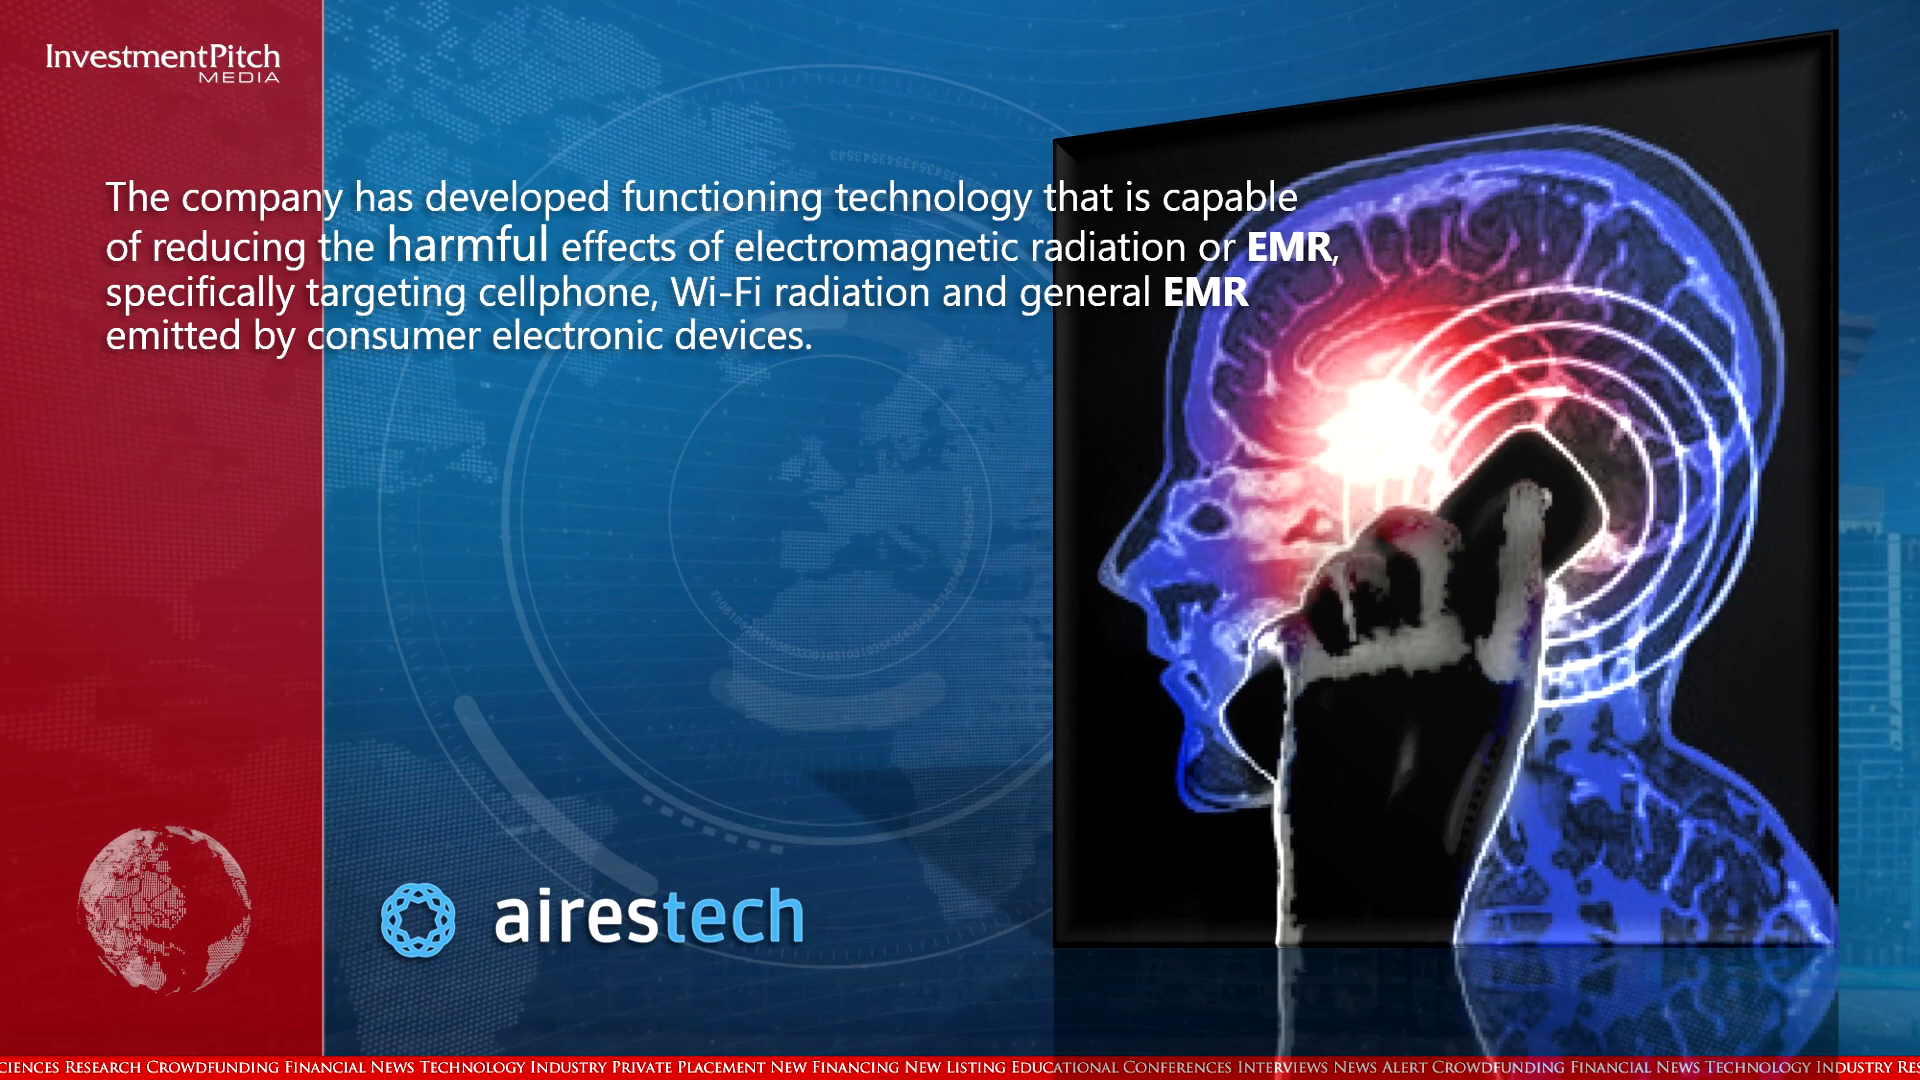 InvestmentPitch
MEDIA
The company has developed functioning technology that is capable
of reducing the harmful effects of electromagnetic radiation or EMR,
specifically targeting cellphone, Wi-Fi radiation and general EMR
emitted by consumer electronic devices.
airestech
CIENCES RESEARCH CROWDFUNDING FINANCIAL NEWS TECHNOLOGY INDUSTRY PRIVATE PLACEMENT NEW FINANCING NEW LISTING EDUCATIONAL CONFERENCES INTERVIEWS NEWS ALERT CROWDFUNDING FINANCIAL NEWS TECHNOLOGY INDUSTRY RES